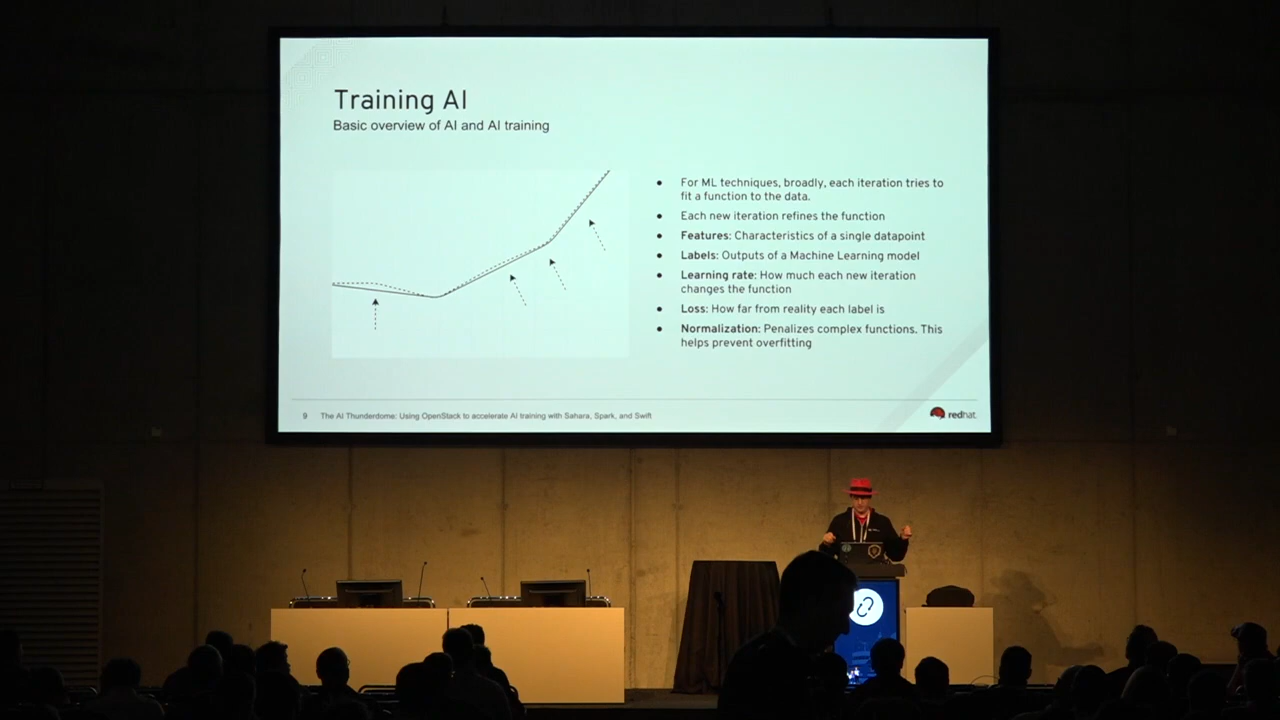 Training AI
Basic overview of AI and AI training
For ML techniques, broadly, each iteration tries to
fit a function to the data.
Each new iteration refines the function
Features: Characteristics of a single datapoint
Labels: Outputs of a Machine Learning model
Learning rate: How much each new iteration
changes the function
Loss: How far from reality each label is
Normalization: Penalizes complex functions. This
helps prevent overfitting
9 The AI Thunderdome: Using OpenStack to accelerate AI training with Sahara, Spark, and Swift
redhat